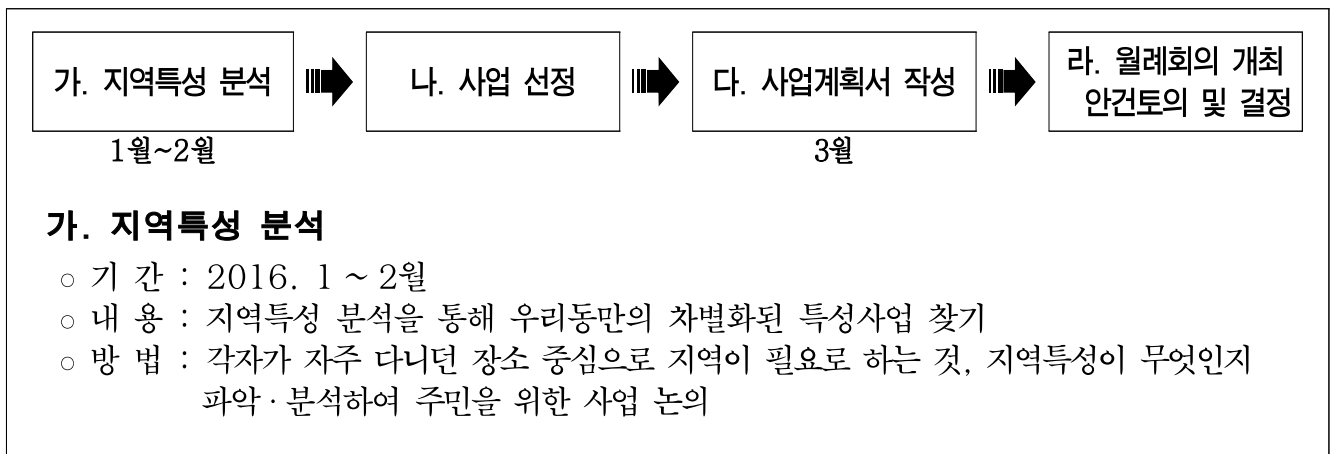 가. 지역특성 분석
나. 사업 선정
다. 사업계획서 작성
라. 월례회의 개최
안건토의 및 결정
1월~2월
3월
가. 지역특성 분석
○ 기 간 : 2016. 1 ~ 2월
○ 내 용 : 지역특성 분석을 통해 우리동만의 차별화된 특성사업 찾기
○ 방 법 : 각자가 자주 다니던 장소 중심으로 지역이 필요로 하는 것, 지역특성이 무엇인지
파악·분석하여 주민을 위한 사업 논의